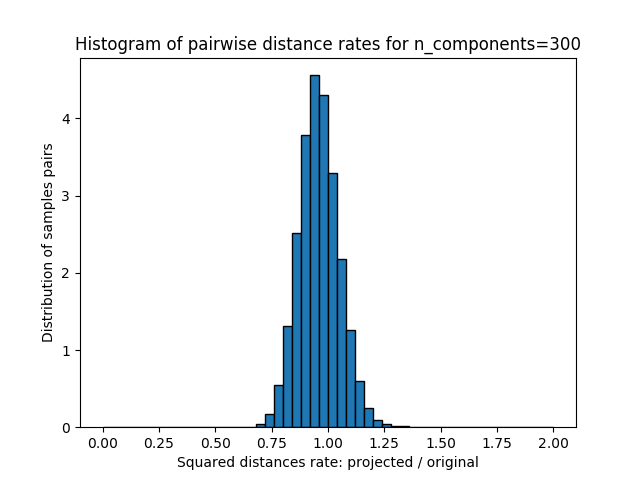 Histogram of pairwise distance rates for n_components=300
Distribution of samples pairs
4
3
2
1
0
0.00 0.25 0.50 0.75 1.00 1.25 1.50 1.75 2.00
Squared distances rate: projected / original